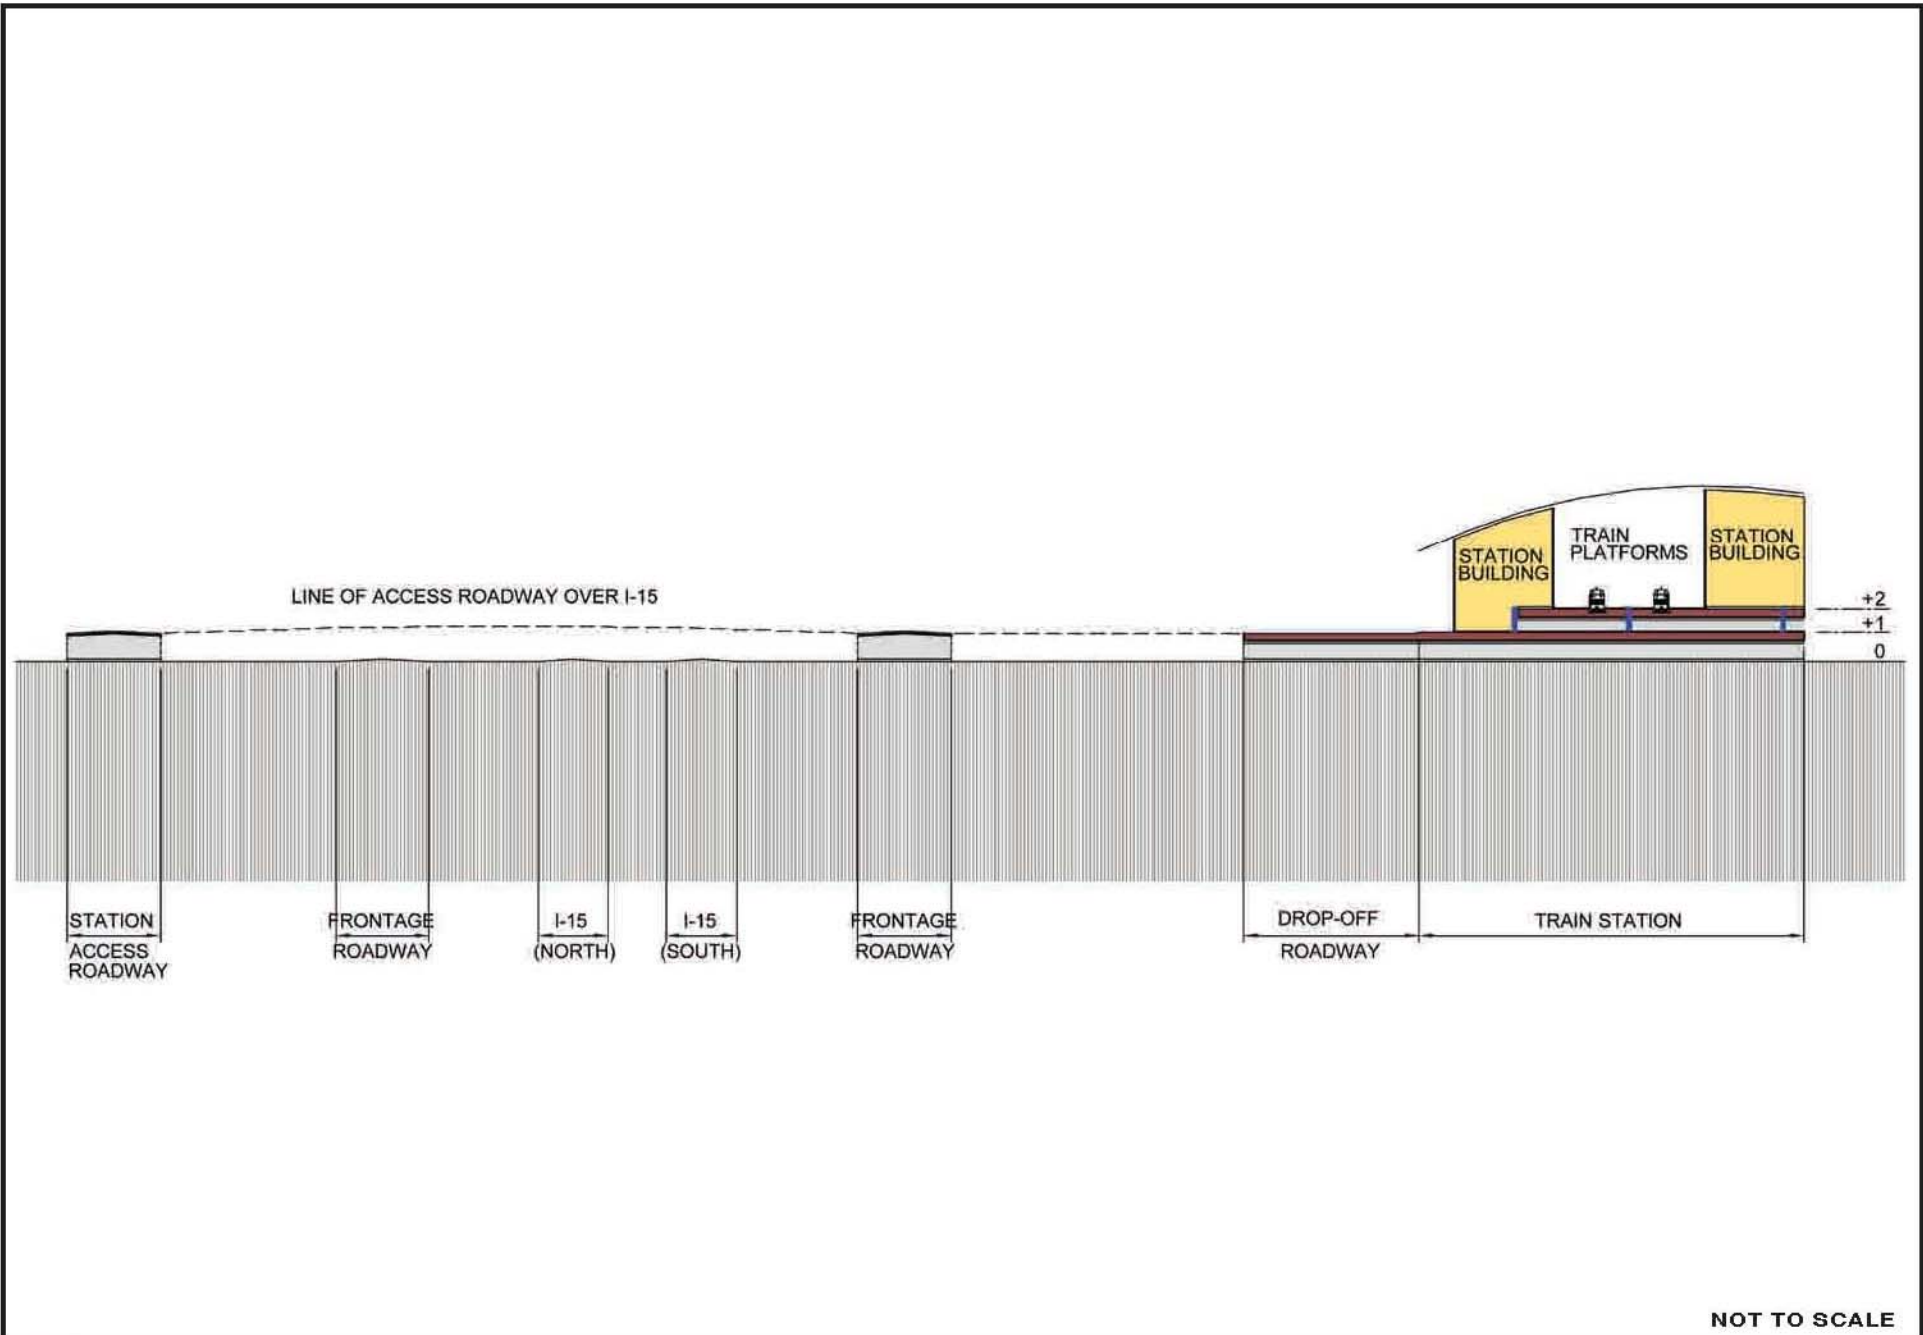 TRAIN
PLATFORMS
STATION
BUILDING
STATION
BUILDING
LINE OF ACCESS ROADWAY OVER I-15
+2
+1
0
STATION
ACCESS
ROADWAY
FRONTAGE
ROADWAY
I-15
(NORTH)
I-15
(SOUTH)
FRONTAGE
ROADWAY
DROP-OFF
ROADWAY
TRAIN STATION
NOT TO SCALE